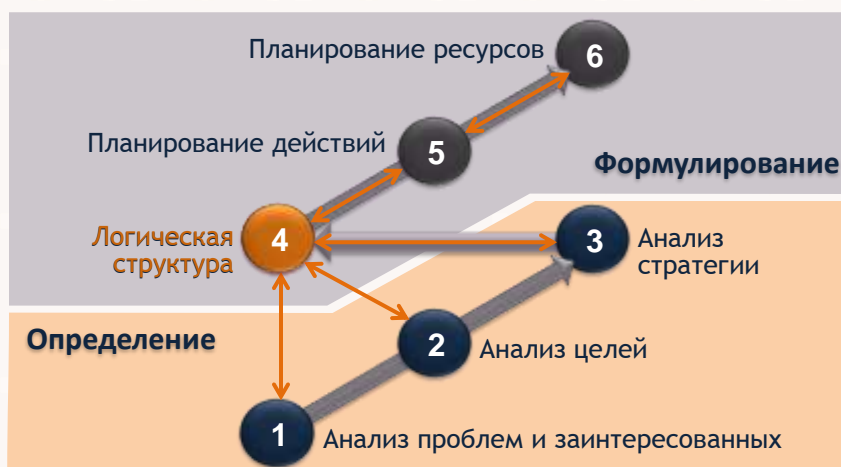 Планирование ресурсов
6
Планирование действий
5
Формулирование
Логическая
структура
4
3
Анализ
стратегии
Определение
2
Анализ целей
1
Анализ проблем и заинтересованных